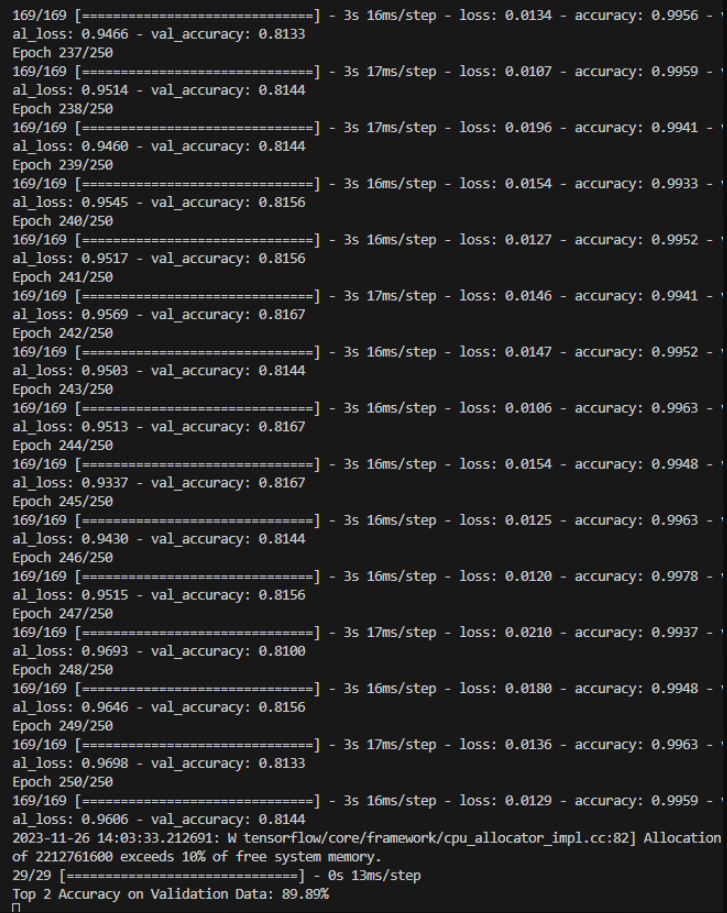 169/169 [==============================] - 3s 16ms/step - loss: 0.0134 - accuracy: 0.9956 - v
al_loss: 0.9466 - val_accuracy: 0.8133
Epoch 237/250
169/169 [==============================] - 3s 17ms/step - loss: 0.0107 - accuracy: 0.9959 - v
al_loss: 0.9514 - val_accuracy: 0.8144
Epoch 238/250
169/169 [==============================] - 3s 17ms/step - loss: 0.0196 - accuracy: 0.9941 - v
al_loss: 0.9460 - val_accuracy: 0.8144
Epoch 239/250
169/169 [==============================] - 3s 16ms/step - loss: 0.0154 - accuracy: 0.9933 - v
al_loss: 0.9545 - val_accuracy: 0.8156
Epoch 240/250
169/169 [==============================] - 3s 16ms/step - loss: 0.0127 - accuracy: 0.9952 - v
al_loss: 0.9517 - val_accuracy: 0.8156
Epoch 241/250
169/169 [==============================] - 3s 17ms/step - loss: 0.0146 - accuracy: 0.9941 - v
al_loss: 0.9569 - val_accuracy: 0.8167
Epoch 242/250
169/169 [==============================] - 3s 16ms/step - loss: 0.0147 - accuracy: 0.9952 - v
al_loss: 0.9503 - val_accuracy: 0.8144
Epoch 243/250
169/169 [==============================] - 3s 16ms/step - loss: 0.0106 - accuracy: 0.9963 - v
al_loss: 0.9513 - val_accuracy: 0.8167
Epoch 244/250
169/169 [==============================] - 3s 16ms/step - loss: 0.0154 - accuracy: 0.9948 - v
al_loss: 0.9337 - val_accuracy: 0.8167
Epoch 245/250
169/169 [==============================] - 3s 16ms/step - loss: 0.0125 - accuracy: 0.9963 - v
al_loss: 0.9430 - val_accuracy: 0.8144
Epoch 246/250
169/169 [==============================] - 3s 16ms/step - loss: 0.0120 - accuracy: 0.9978 - v
al_loss: 0.9515 - val_accuracy: 0.8156
Epoch 247/250
169/169 [==============================] - 3s 17ms/step - loss: 0.0210 - accuracy: 0.9937 - v
al_loss: 0.9693 - val_accuracy: 0.8100
Epoch 248/250
169/169 [==============================] - 3s 16ms/step - loss: 0.0180 - accuracy: 0.9948 - v
al_loss: 0.9646 - val_accuracy: 0.8156
Epoch 249/250
169/169 [==============================] - 3s 17ms/step - loss: 0.0136 - accuracy: 0.9963 - v
al_loss: 0.9698 - val_accuracy: 0.8133
Epoch 250/250
169/169 [==============================] - 3s 16ms/step - loss: 0.0129 - accuracy: 0.9959 - v
al_loss: 0.9606 - val_accuracy: 0.8144
2023-11-26 14:03:33.212691: W tensorflow/core/framework/cpu_allocator_impl.cc:82] Allocation
of 2212761600 exceeds 10% of free system memory.
29/29 [==============================] - 0s 13ms/step
Top 2 Accuracy on Validation Data: 89.89%